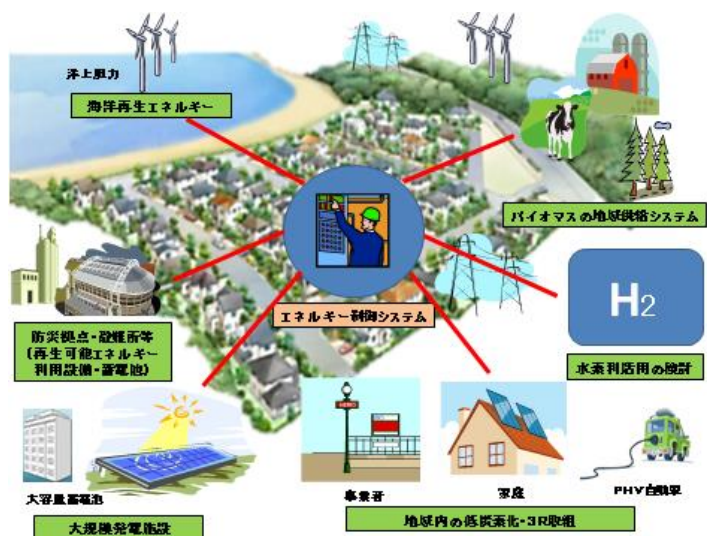 洋上風力
海洋再生エネルギー
バイオマスの地域供給システム
エネルギー制御システム
防災拠点・避難所等
(再生可能エネルギー
利用設備・蓄電池)
H2
水素利活用の検討
大容量蓄電池
大規模発電施設
事業者
家庭
PHV自動車
地域内の低炭素化・3R取組